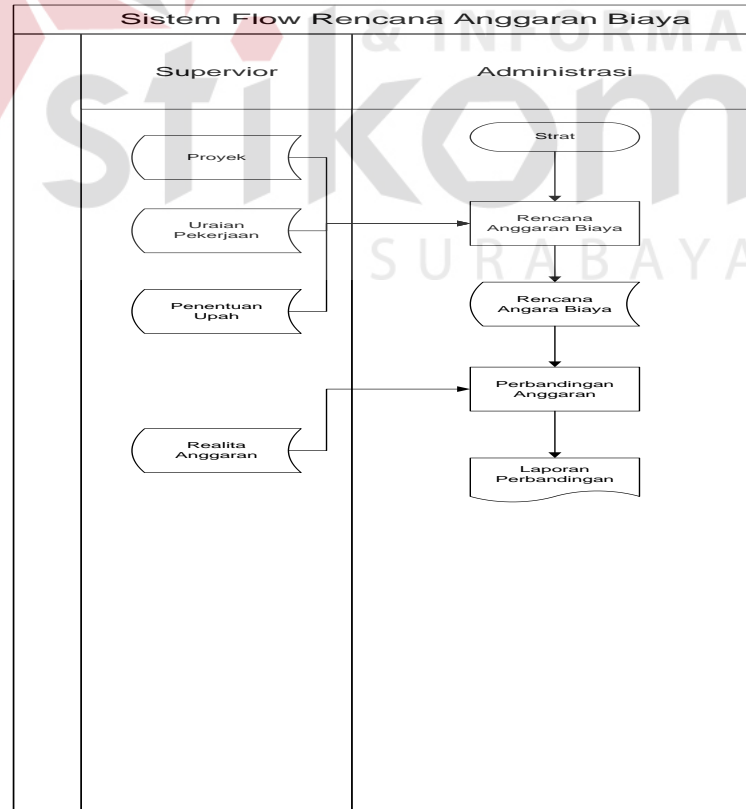 Sistem Flow Rencana Anggaran Biaya
& INFORMA
Supervior
Administrasi
stikom
Strat
Proyek
Rencana
Anggaran Biaya
Uraian
Pekerjaan
SURABAYA
Rencana
Angara Biaya
Penentuan
Upah
Perbandingan
Anggaran
Realita
Anggaran
Laporan
Perbandingan